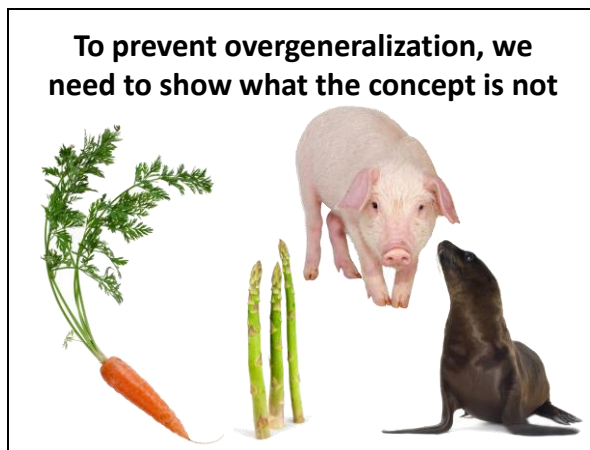 To prevent overgeneralization, we
need to show what the concept is not